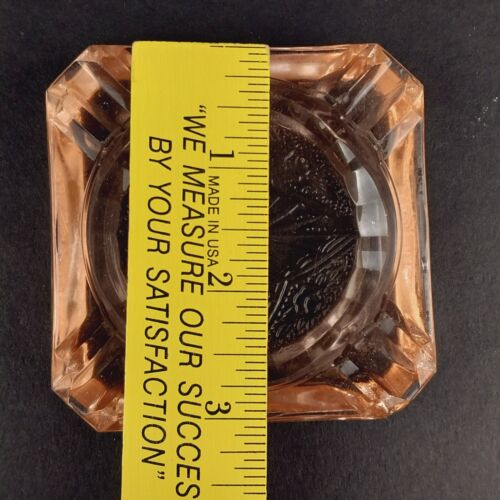 1
MADE IN USA
2
3
"WE MEASURE OUR SUCCES
BY YOUR SATISFACTION"